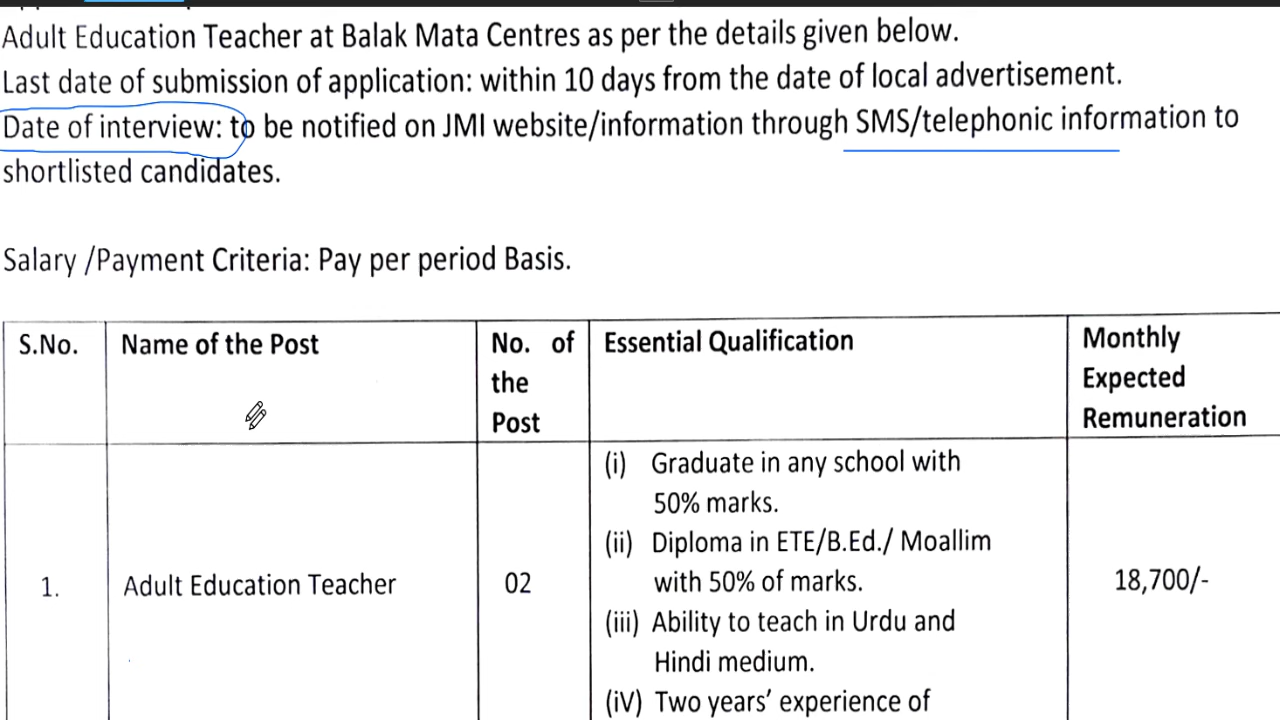 Adult Education Teacher at Balak Mata Centres as per the details given below.
Last date of submission of application: within 10 days from the date of local advertisement.
Date of interview: to be notified on JMI website/information through SMS/telephonic information to
shortlisted candidates.
Salary /Payment Criteria: Pay per period Basis.
S.No.
Name of the Post
No. of
the
Post
Essential Qualification
Monthly
Expected
Remuneration
1.
Adult Education Teacher
02
(i) Graduate in any school with
50% marks.
(ii) Diploma in ETE/B.Ed./ Moallim
with 50% of marks.
(iii) Ability to teach in Urdu and
Hindi medium.
(iV) Two years' experience of
18,700/-